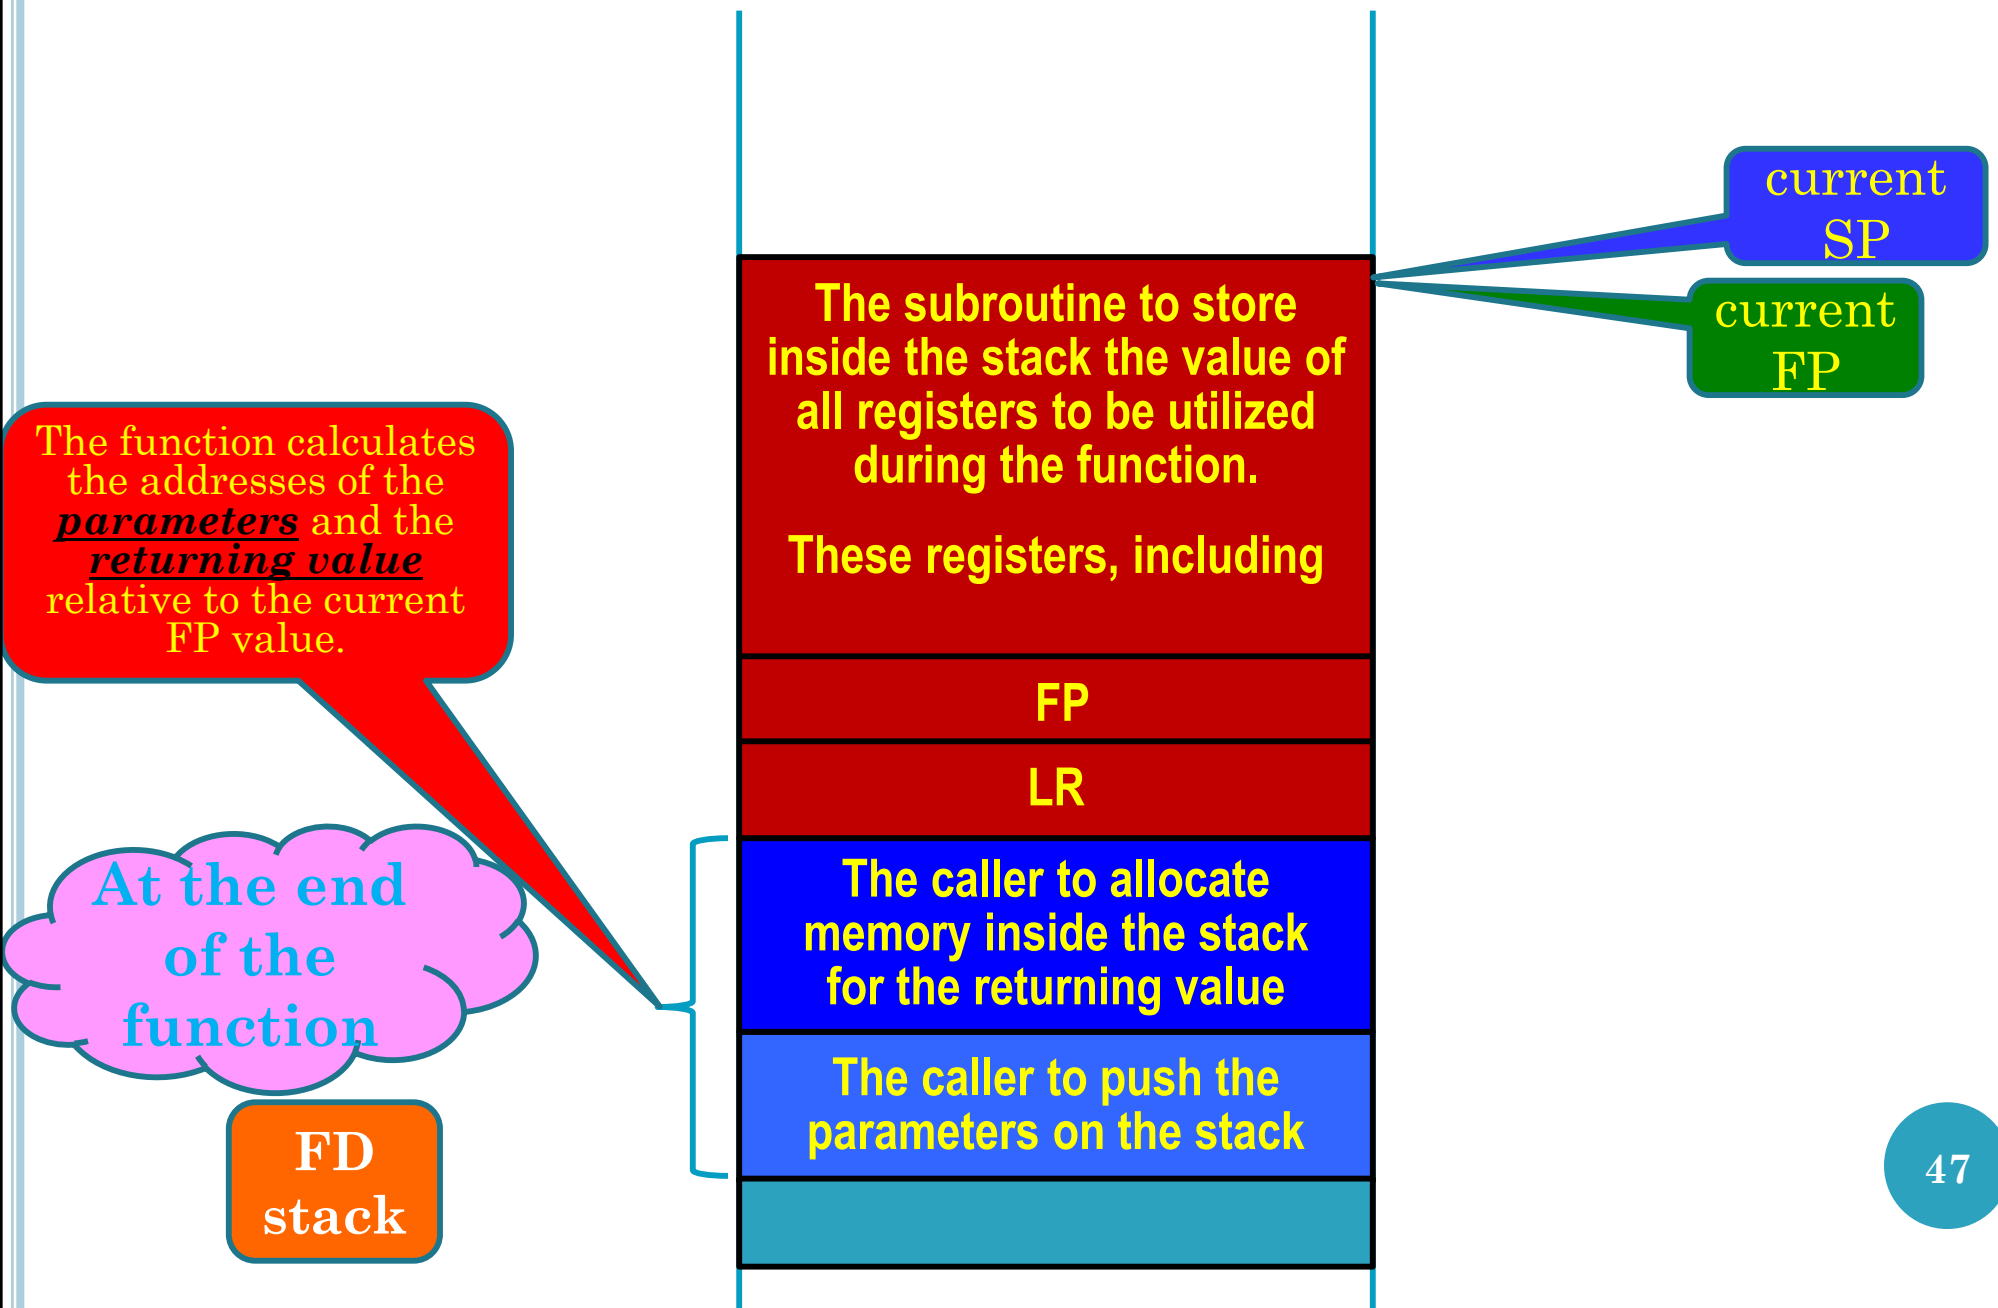 current
SP
current
FP
The subroutine to store
inside the stack the value of
all registers to be utilized
during the function.
These registers, including
FP
LR
The caller to allocate
memory inside the stack
for the returning value
The caller to push the
parameters on the stack
The function calculates
the addresses of the
parameters and the
returning value
relative to the current
FP value.
At the end
of the
function
FD
stack
47